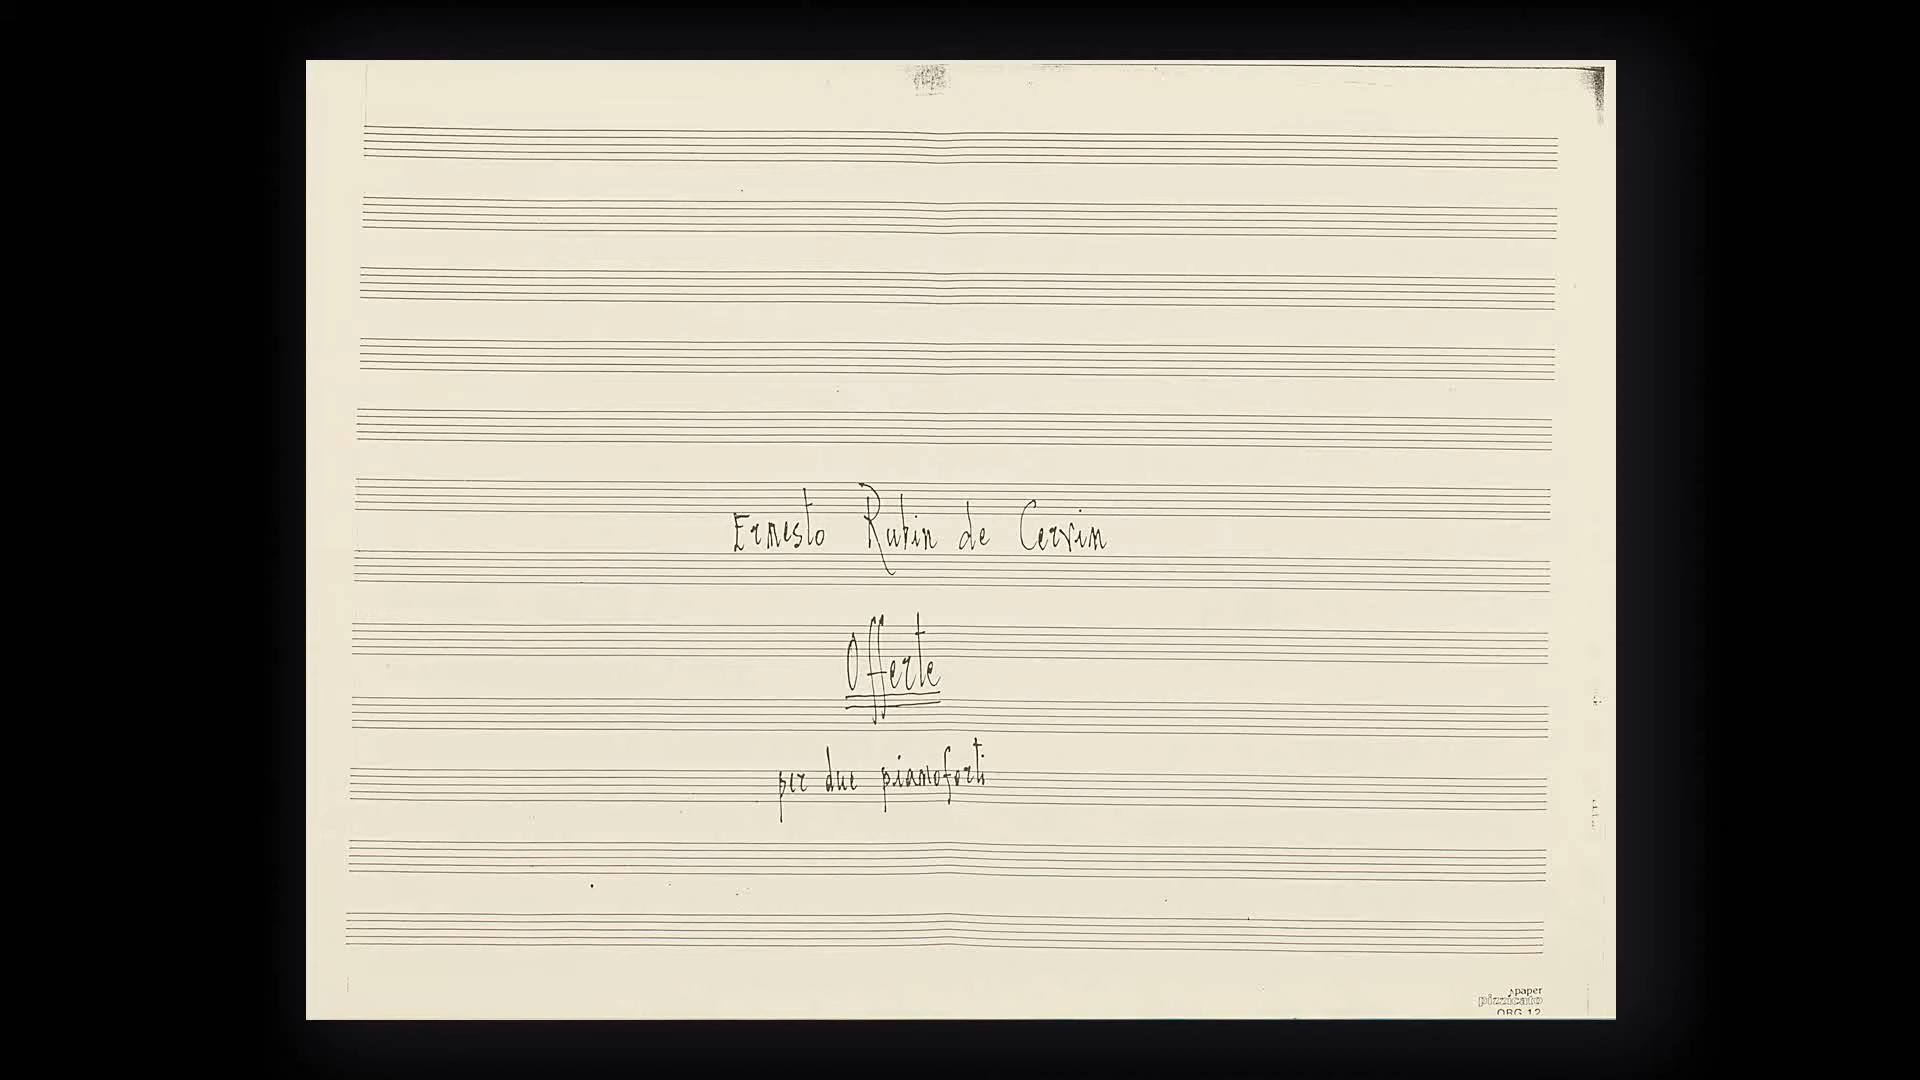 Ernesto Rubin de Cervin
Offerte
per due pianoforti
paper
pizzicato
ORG 12